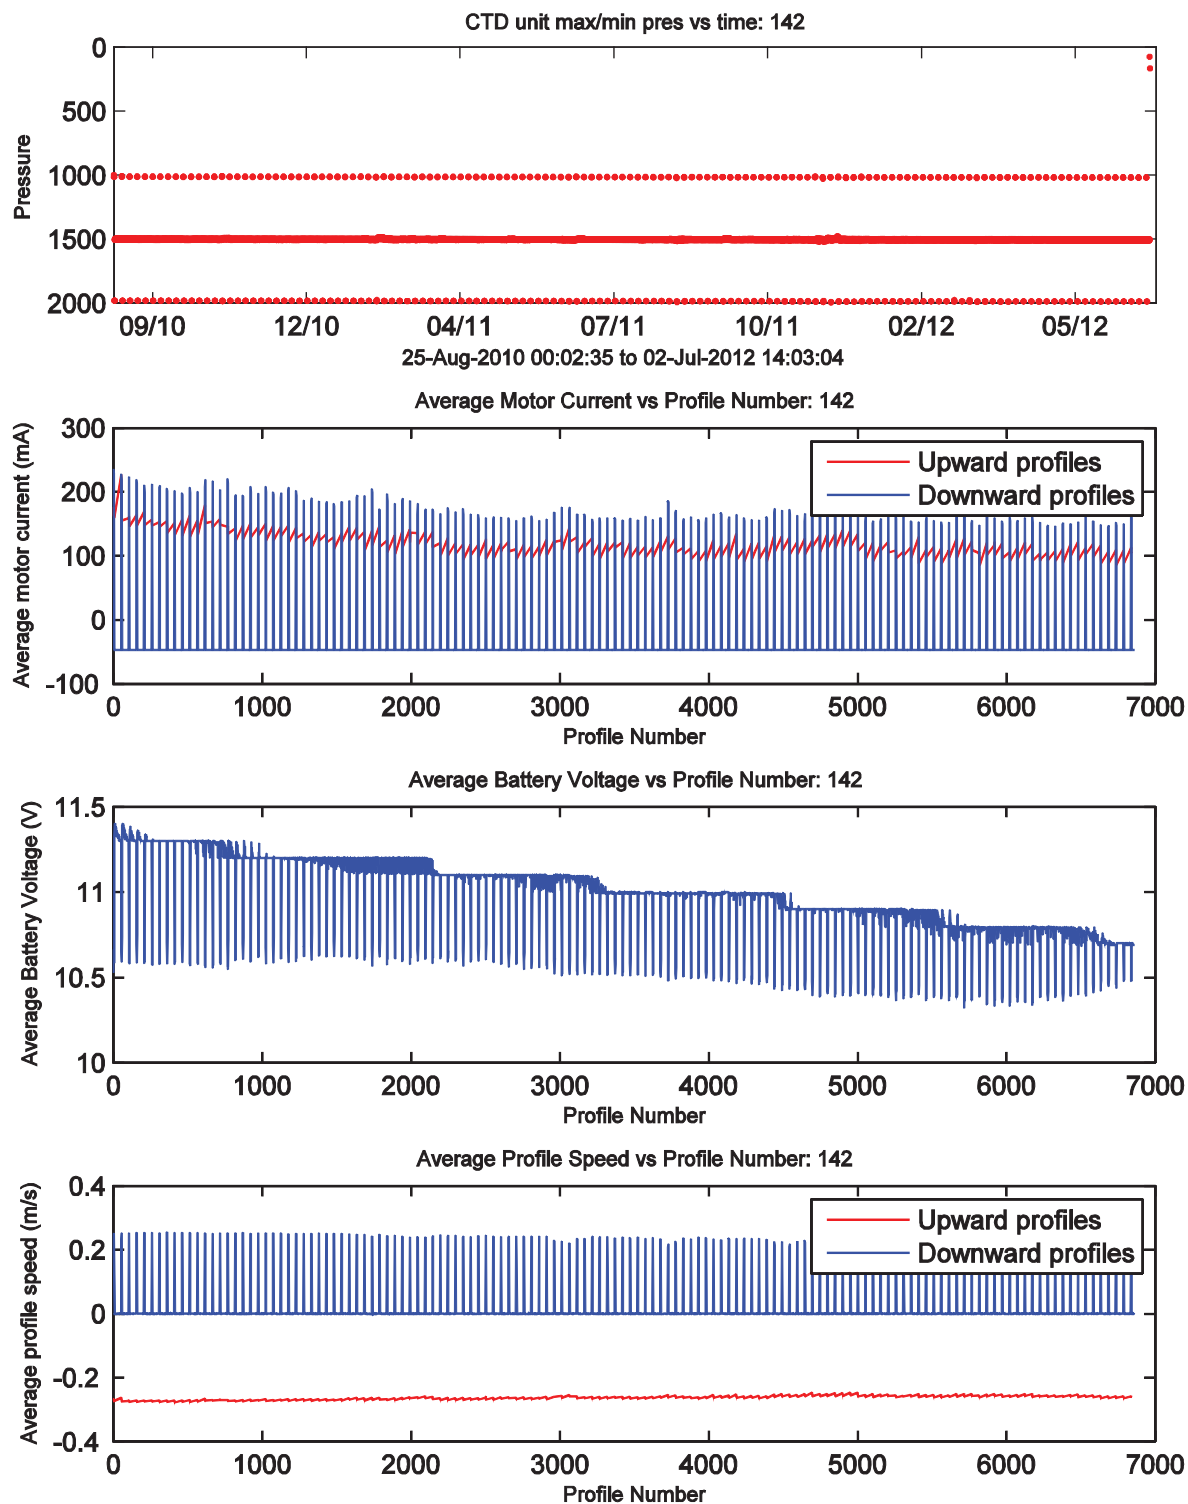 CTD unit max/min pres vs time: 142
Pressure
0
500
1000
1500
2000
09/10 12/10 04/11 07/11 10/11 02/12 05/12
25-Aug-2010 00:02:35 to 02-Jul-2012 14:03:04
Average Motor Current vs Profile Number: 142
Average motor current (mA)
300
200
100
0
-100
Upward profiles
Downward profiles
0 1000 2000 3000 4000 5000 6000 7000
Profile Number
Average Battery Voltage vs Profile Number: 142
Average Battery Voltage (V)
11.5
11
10.5
10
0 1000 2000 3000 4000 5000 6000 7000
Profile Number
Average Profile Speed vs Profile Number: 142
Average profile speed (m/s)
0.4
0.2
0
-0.2
-0.4
Upward profiles
Downward profiles
0 1000 2000 3000 4000 5000 6000 7000
Profile Number